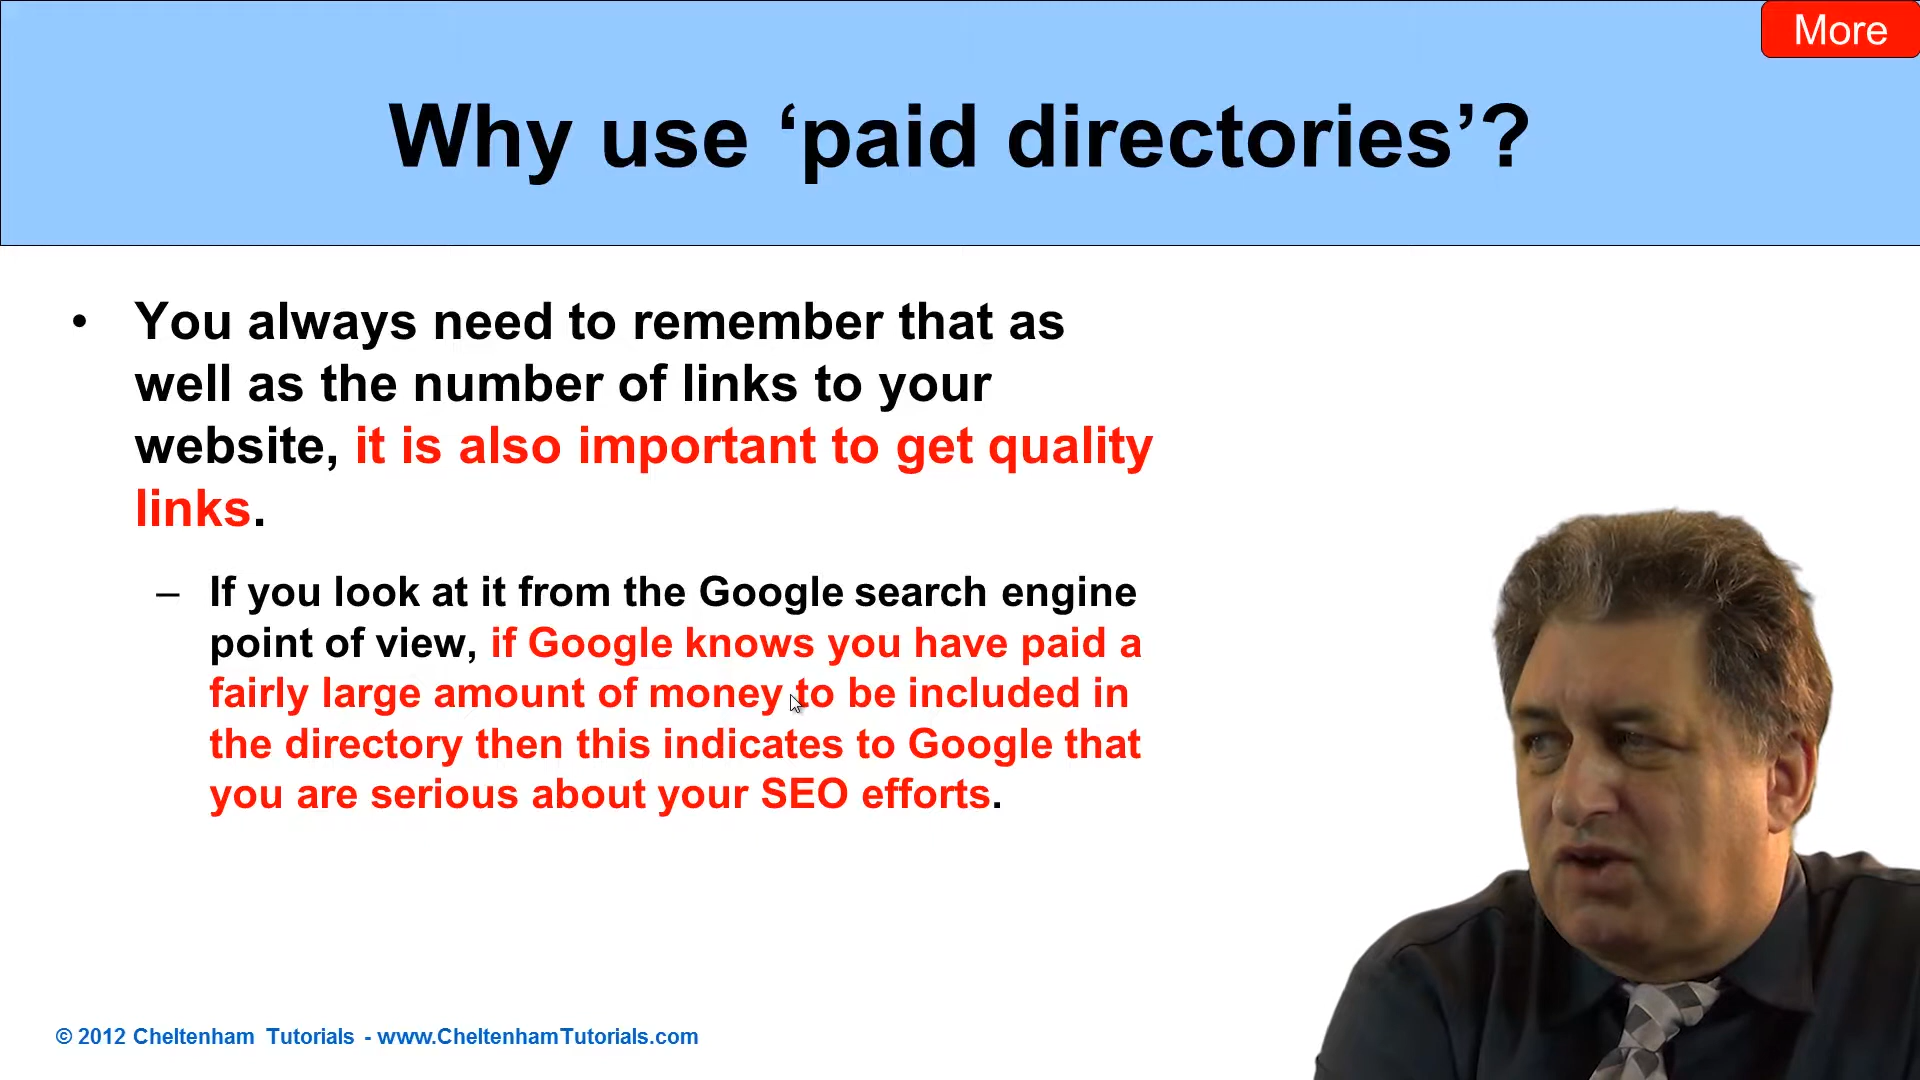 More
Why use ‘paid directories’?
• You always need to remember that as
well as the number of links to your
website, it is also important to get quality
links.
– If you look at it from the Google search engine
point of view, if Google knows you have paid a
fairly large amount of money to be included in
the directory then this indicates to Google that
you are serious about your SEO efforts.
© 2012 Cheltenham Tutorials - www.CheltenhamTutorials.com